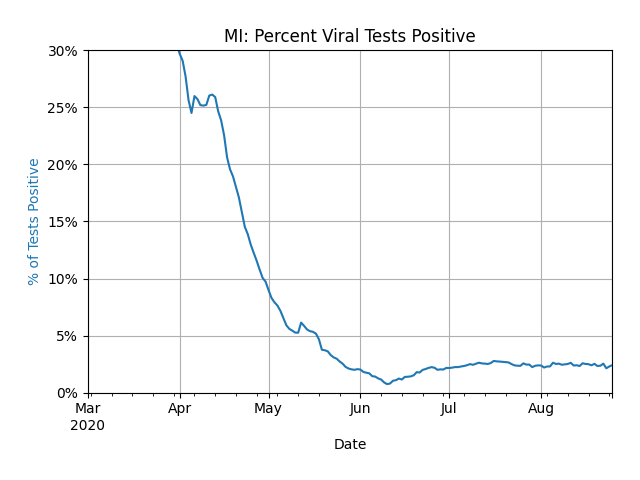 MI: Percent Viral Tests Positive
30%
25%
20%
15%
10%
5%
0%
% of Tests Positive
Mar Apr May Jun Jul Aug
2020
Date